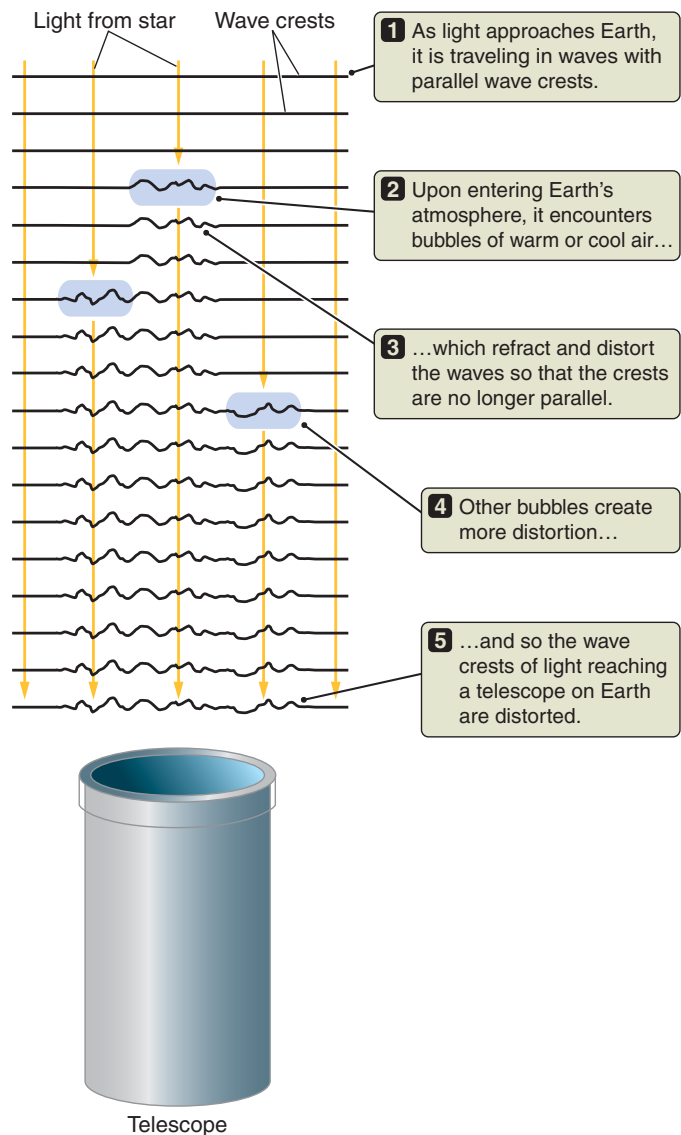 Light from star
Wave crests
1 As light approaches Earth,
it is traveling in waves with
parallel wave crests.
2 Upon entering Earth’s
atmosphere, it encounters
bubbles of warm or cool air…
3 …which refract and distort
the waves so that the crests
are no longer parallel.
4 Other bubbles create
more distortion…
5 …and so the wave
crests of light reaching
a telescope on Earth
are distorted.
Telescope